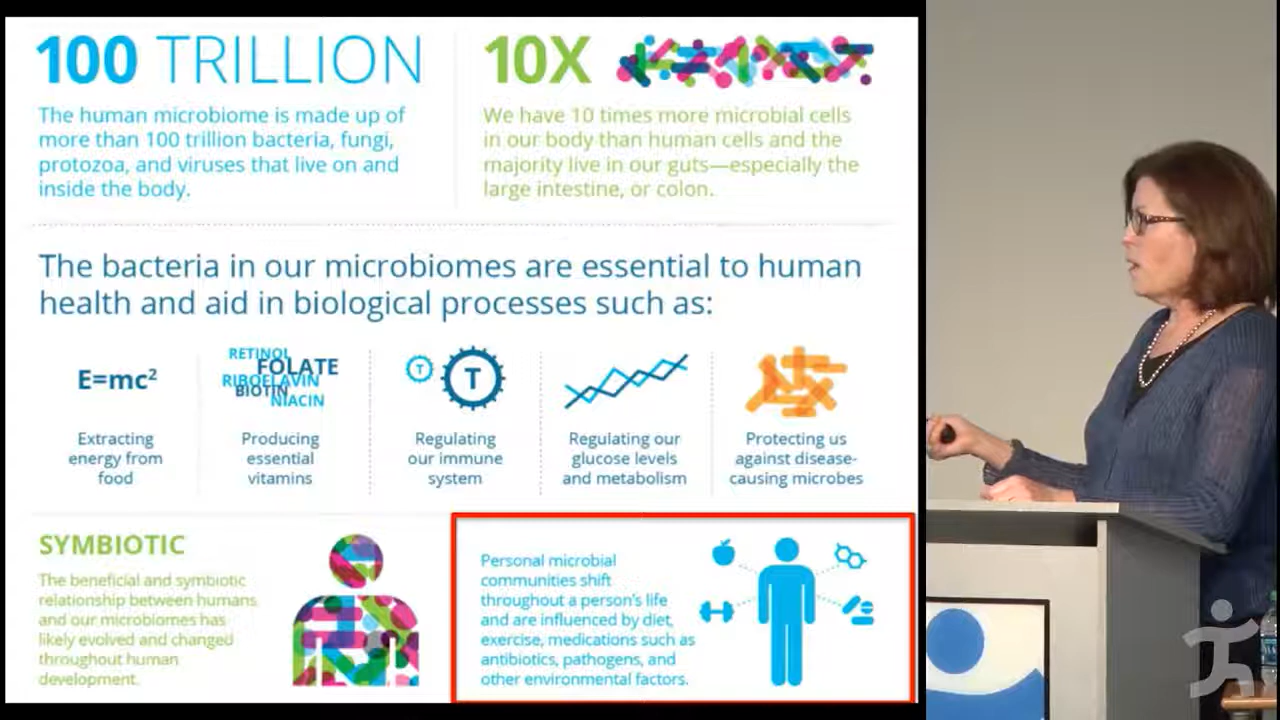 100 TRILLION
The human microbiome is made up of
more than 100 trillion bacteria, fungi,
protozoa, and viruses that live on and
inside the body.
10X
We have 10 times more microbial cells
in our body than human cells and the
majority live in our guts—especially the
large intestine, or colon.
The bacteria in our microbiomes are essential to human
health and aid in biological processes such as:
E=mc²
Extracting
energy from
food
RETINOL
FOLATE
RIBOFLAVIN
BIOTIN
NIACIN
Producing
essential
vitamins
T
T
Regulating
our immune
system
Regulating our
glucose levels
and metabolism
Protecting us
against disease-
causing microbes
SYMBIOTIC
The beneficial and symbiotic
relationship between humans
and our microbiomes has
likely evolved and changed
throughout human
development.
Personal microbial
communities shift
throughout a person's life
and are influenced by diet,
exercise, medications such as
antibiotics, pathogens, and
other environmental factors.